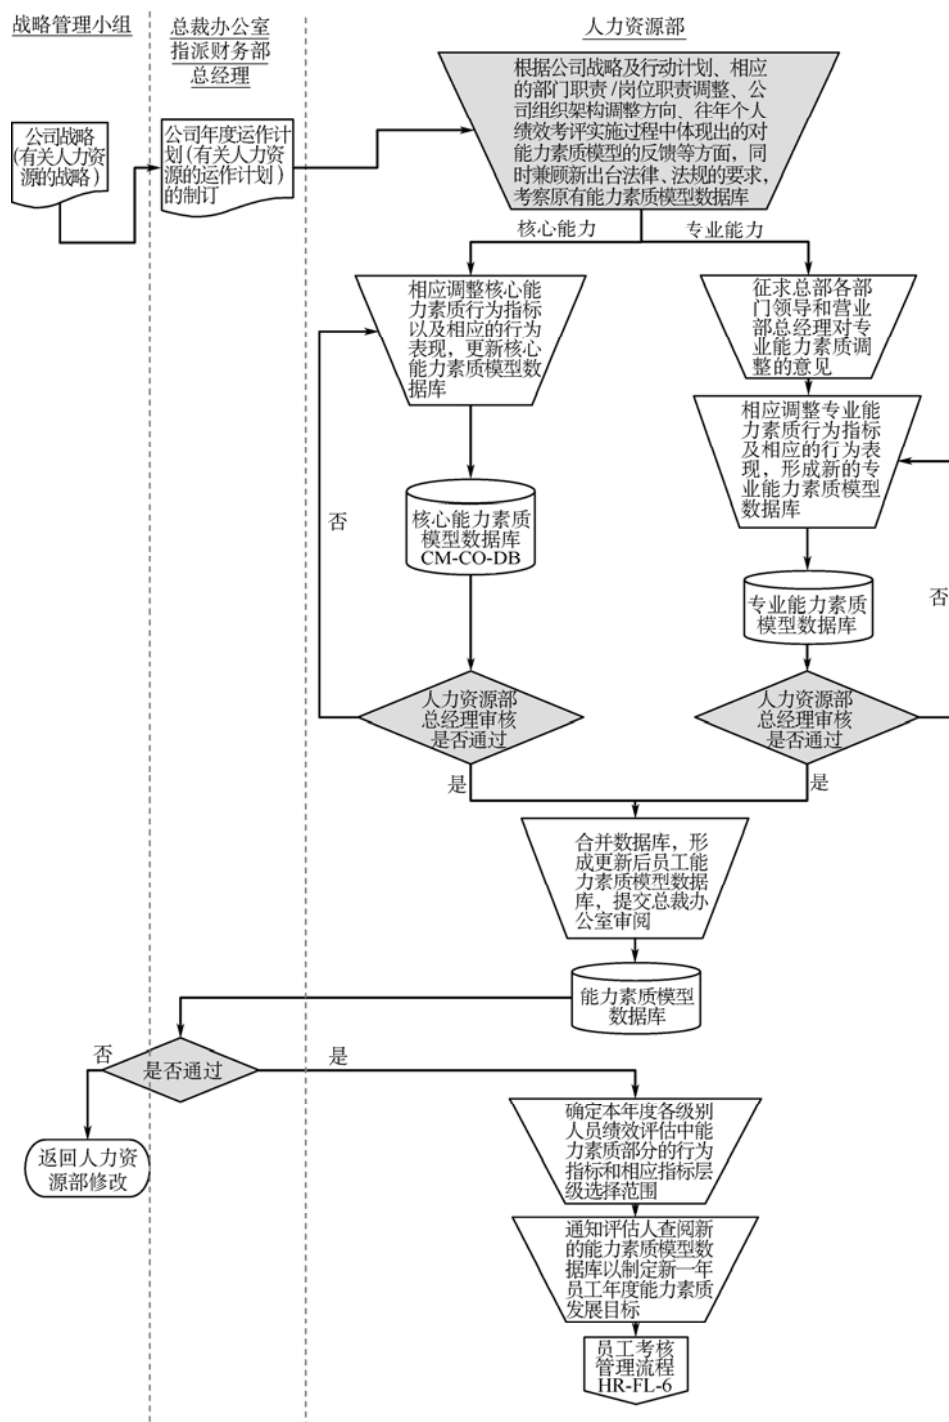 战略管理小组
总裁办公室
指派财务部
总经理
人力资源部
公司战略
(有关人力资
源的战略)
公司年度运作计
划(有关人力资
源的运作计划)
的制订
根据公司战略及行动计划、相应
的部门职责/岗位职责调整、公
司组织架构调整方向、往年个人
绩效考评实施过程中体现出的对
能力素质模型的反馈等方面，同
时兼顾新出台法律、法规的要求，
考察原有能力素质模型数据库
核心能力
专业能力
相应调整核心能
力素质行为指标
以及相应的行为
表现，更新核心
能力素质模型数
据库
征求总部各部
门领导和营业
部总经理对专
业能力素质调
整的意见
相应调整专业能
力素质行为指标
及相应的行为表
现，形成新的专
业能力素质模型
数据库
否
核心能力素质
模型数据库
CM-CO-DB
专业能力素质
模型数据库
否
人力资源部
总经理审核
是否通过
人力资源部
总经理审核
是否通过
是
是
合并数据库，形
成更新后员工能
力素质模型数据
库，提交总裁办
公室审阅
能力素质模型
数据库
否
是否通过
是
返回人力资
源部修改
确定本年度各级别
人员绩效评估中能
力素质部分的行为
指标和相应指标层
级选择范围
通知评估人查阅新
的能力素质模型数
据库以制定新一年
员工年度能力素质
发展目标
员工考核
管理流程
HR-FL-6